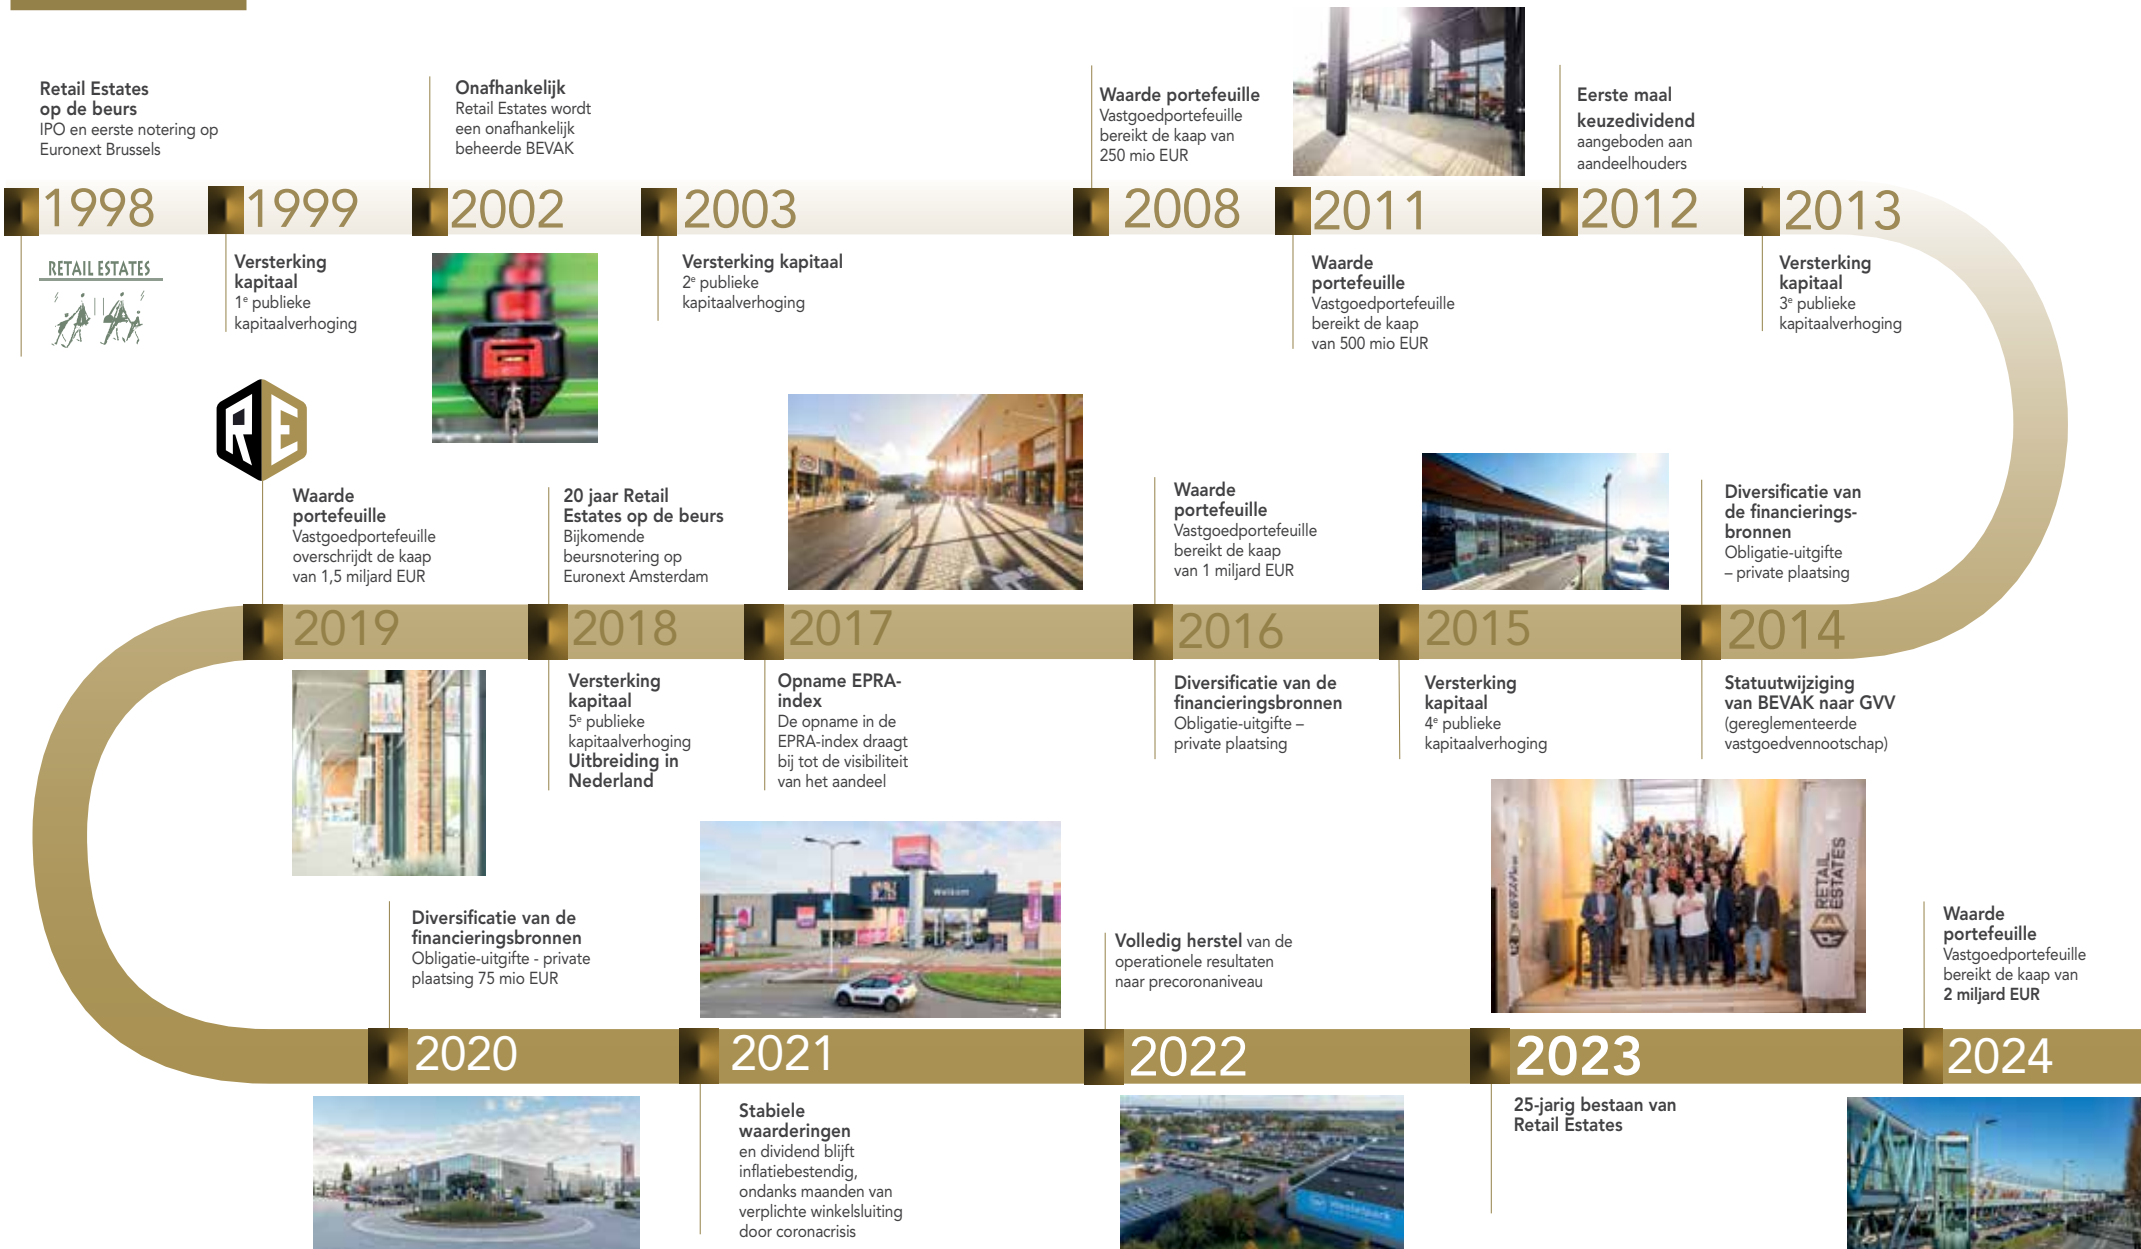 Retail Estates
op de beurs
IPO en eerste notering op
Euronext Brussels
Onafhankelijk
Retail Estates wordt
een onafhankelijk
beheerde BEVAK
Waarde portefeuille
Vastgoedportefeuille
bereikt de kaap van
250 mio EUR
Eerste maal
keuzedividend
aangeboden aan
aandeelhouders
1998
1999
2002
2003
2008
2011
2012
2013
RETAIL ESTATES
Versterking
kapitaal
1e publieke
kapitaalverhoging
Versterking kapitaal
2e publieke
kapitaalverhoging
Waarde
portefeuille
Vastgoedportefeuille
bereikt de kaap
van 500 mio EUR
Versterking
kapitaal
3e publieke
kapitaalverhoging
RE
Waarde
portefeuille
Vastgoedportefeuille
overschrijdt de kaap
van 1,5 miljard EUR
20 jaar Retail
Estates op de beurs
Bijkomende
beursnotering op
Euronext Amsterdam
Waarde
portefeuille
Vastgoedportefeuille
bereikt de kaap
van 1 miljard EUR
Diversificatie van
de financierings-
bronnen
Obligatie-uitgifte
– private plaatsing
2019
2018
2017
2016
2015
2014
Versterking
kapitaal
5e publieke
kapitaalverhoging
Uitbreiding in
Nederland
Opname EPRA-
index
De opname in de
EPRA-index draagt
bij tot de visibiliteit
van het aandeel
Diversificatie van de
financieringsbronnen
Obligatie-uitgifte –
private plaatsing
Versterking
kapitaal
4e publieke
kapitaalverhoging
Statuutwijziging
van BEVAK naar GVV
(gereglementeerde
vastgoedvennootschap)
Diversificatie van de
financieringsbronnen
Obligatie-uitgifte - private
plaatsing 75 mio EUR
Welkom
Volledig herstel van de
operationele resultaten
naar precoronaniveau
RETAIL
ESTATES
Waarde
portefeuille
Vastgoedportefeuille
bereikt de kaap van
2 miljard EUR
2020
2021
2022
2023
2024
Stabiele
waarderingen
en dividend blijft
inflatiebestendig,
ondanks maanden van
verplichte winkelsluiting
door coronacrisis
25-jarig bestaan van
Retail Estates